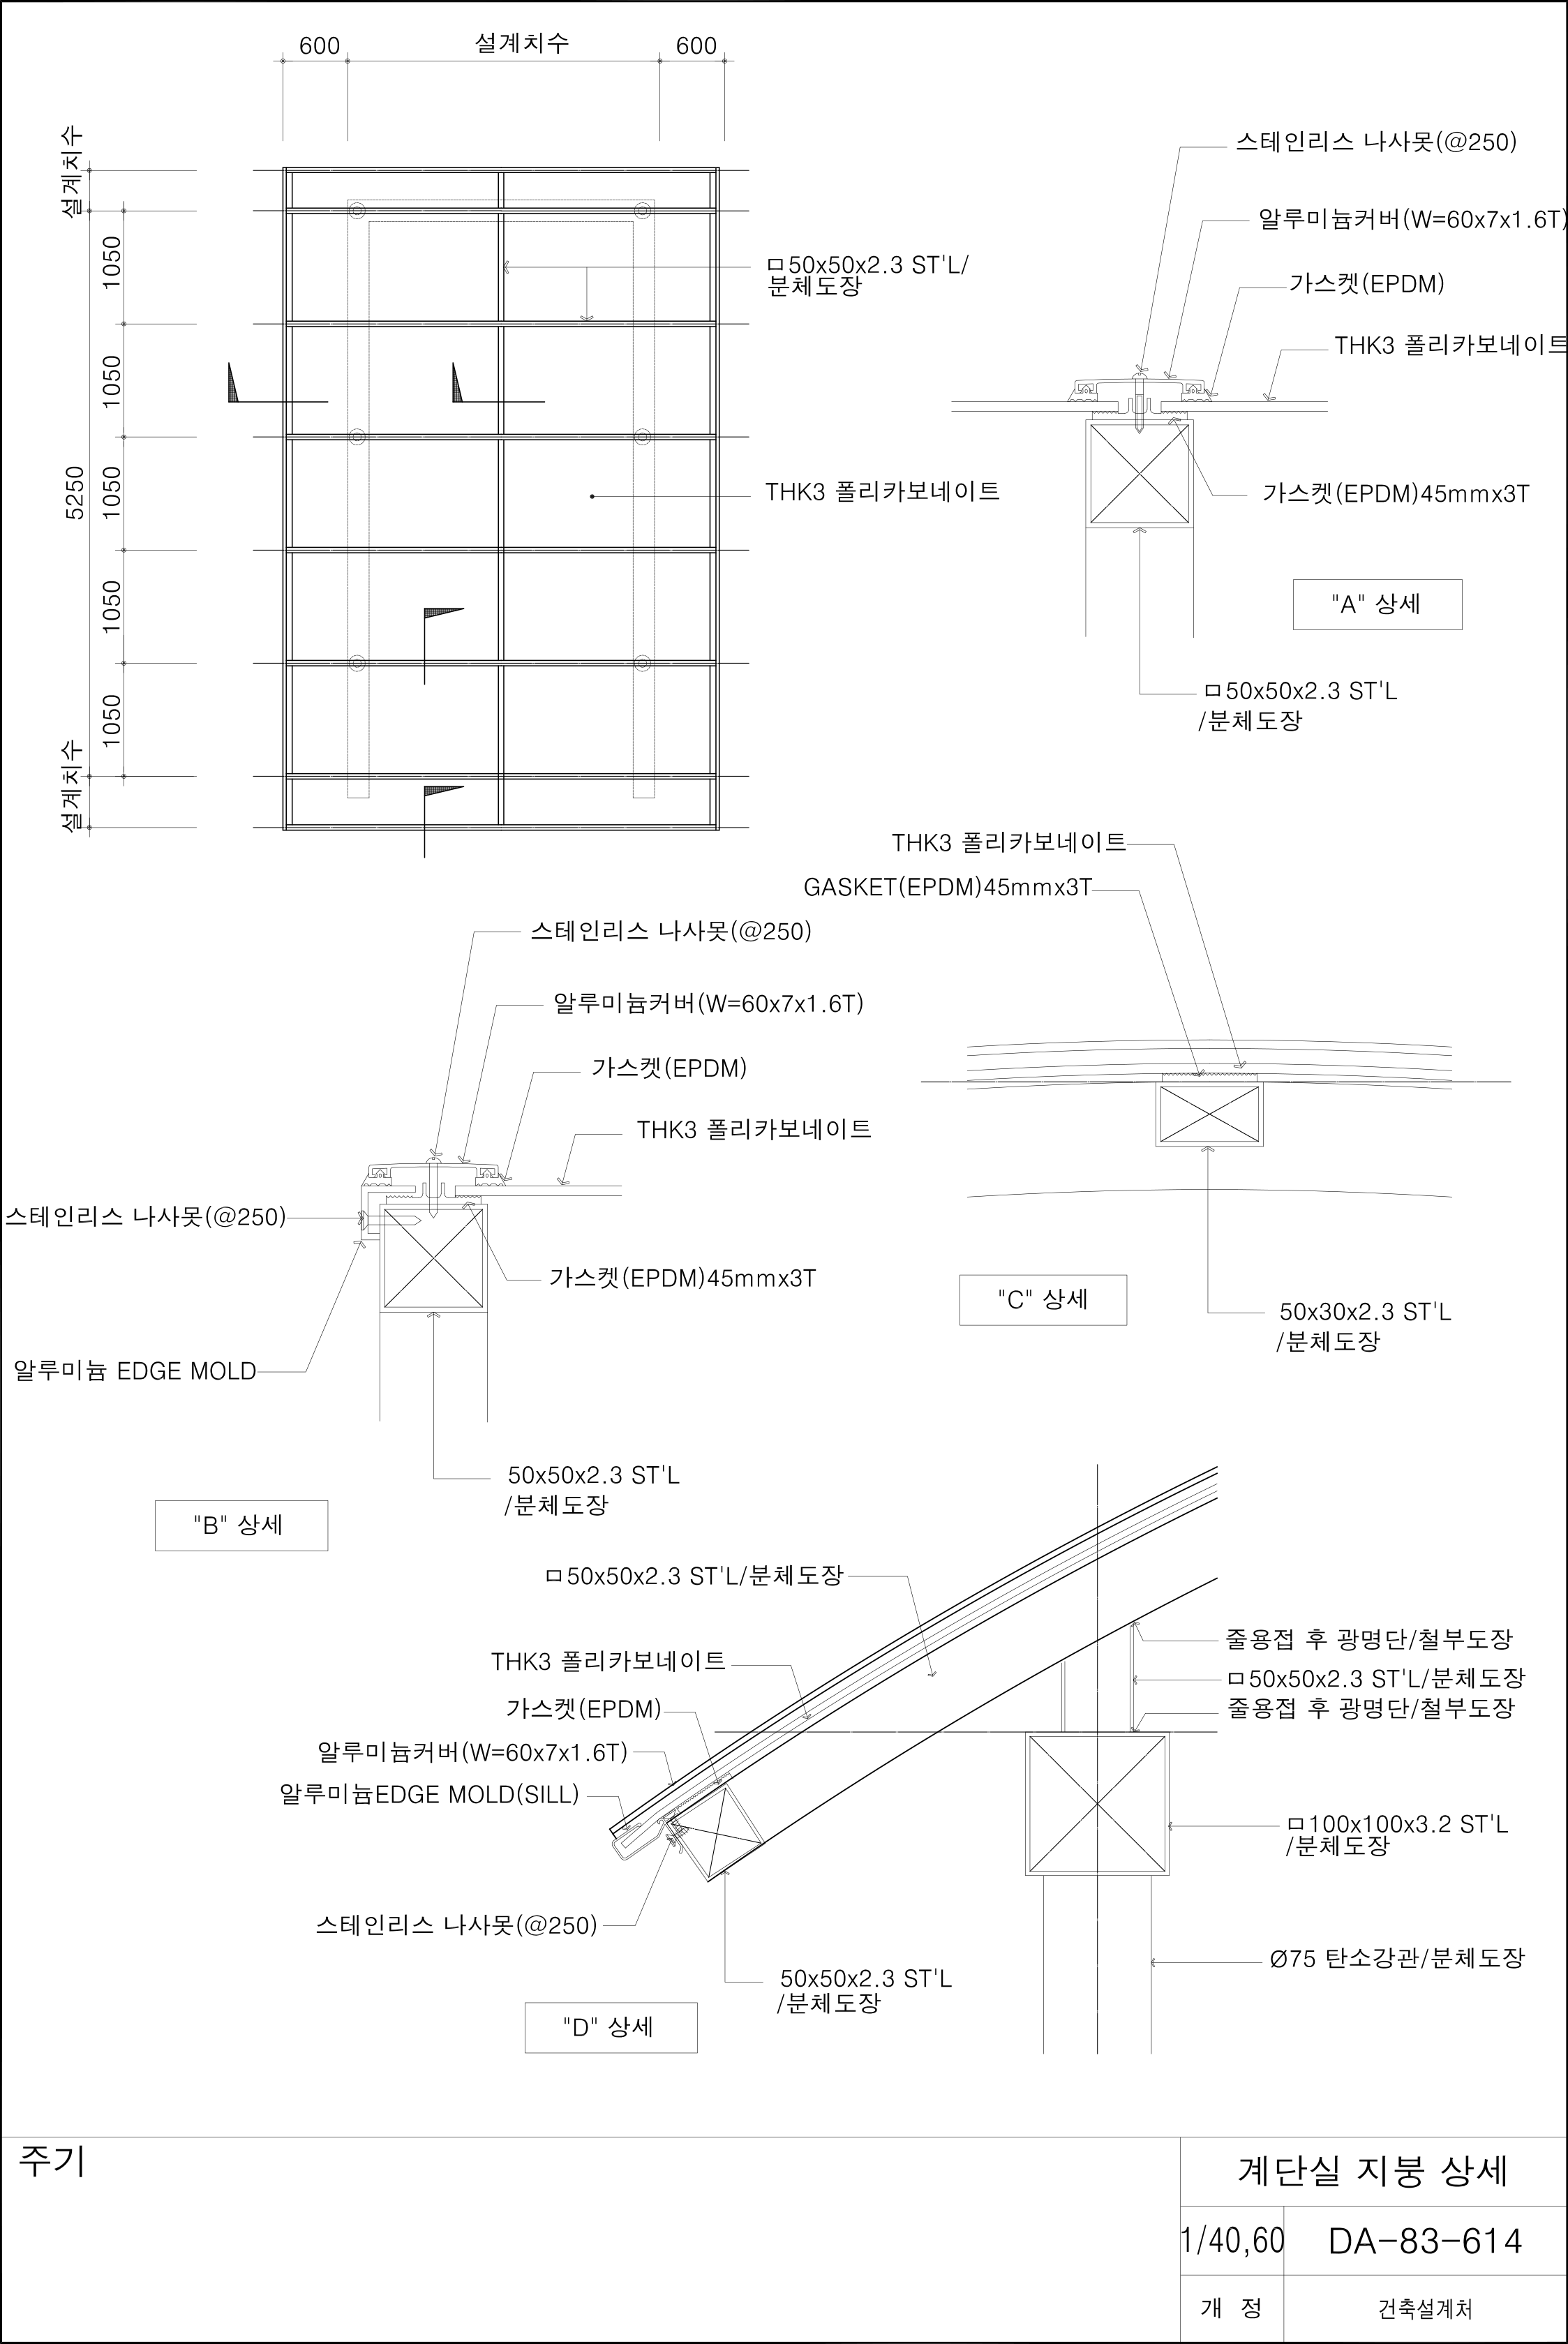 600
설계치수
600
설계치수
1050
1050
1050
1050
1050
5250
설계치수
ㅁ50x50x2.3 ST'L/
분체도장
THK3 폴리카보네이트
스테인리스 나사못(@250)
알루미늄커버(W=60x7x1.6T)
가스켓(EPDM)
THK3 폴리카보네이트
가스켓(EPDM)45mmx3T
"A" 상세
ㅁ50x50x2.3 ST'L
/분체도장
THK3 폴리카보네이트
GASKET(EPDM)45mmx3T
50x30x2.3 ST'L
/분체도장
"C" 상세
스테인리스 나사못(@250)
알루미늄커버(W=60x7x1.6T)
가스켓(EPDM)
THK3 폴리카보네이트
스테인리스 나사못(@250)
가스켓(EPDM)45mmx3T
알루미늄 EDGE MOLD
50x50x2.3 ST'L
/분체도장
"B" 상세
ㅁ50x50x2.3 ST'L/분체도장
THK3 폴리카보네이트
가스켓(EPDM)
알루미늄커버(W=60x7x1.6T)
알루미늄EDGE MOLD(SILL)
스테인리스 나사못(@250)
50x50x2.3 ST'L
/분체도장
줄용접 후 광명단/철부도장
ㅁ50x50x2.3 ST'L/분체도장
줄용접 후 광명단/철부도장
ㅁ100x100x3.2 ST'L
/분체도장
Ø75 탄소강관/분체도장
"D" 상세
주기
계단실 지붕 상세
1/40,60
DA-83-614
개 정
건축설계처